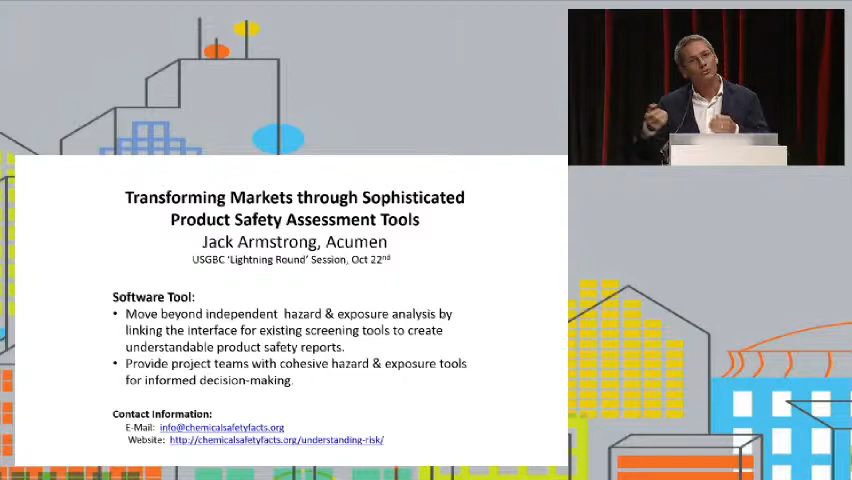 Transforming Markets through Sophisticated
Product Safety Assessment Tools
Jack Armstrong, Acumen
USGBC ‘Lightning Round’ Session, Oct 22nd
Software Tool:
• Move beyond independent hazard & exposure analysis by
linking the interface for existing screening tools to create
understandable product safety reports.
• Provide project teams with cohesive hazard & exposure tools
for informed decision-making.
Contact Information:
E-Mail: info@chemicalsafetyfacts.org
Website: http://chemicalsafetyfacts.org/understanding-risk/